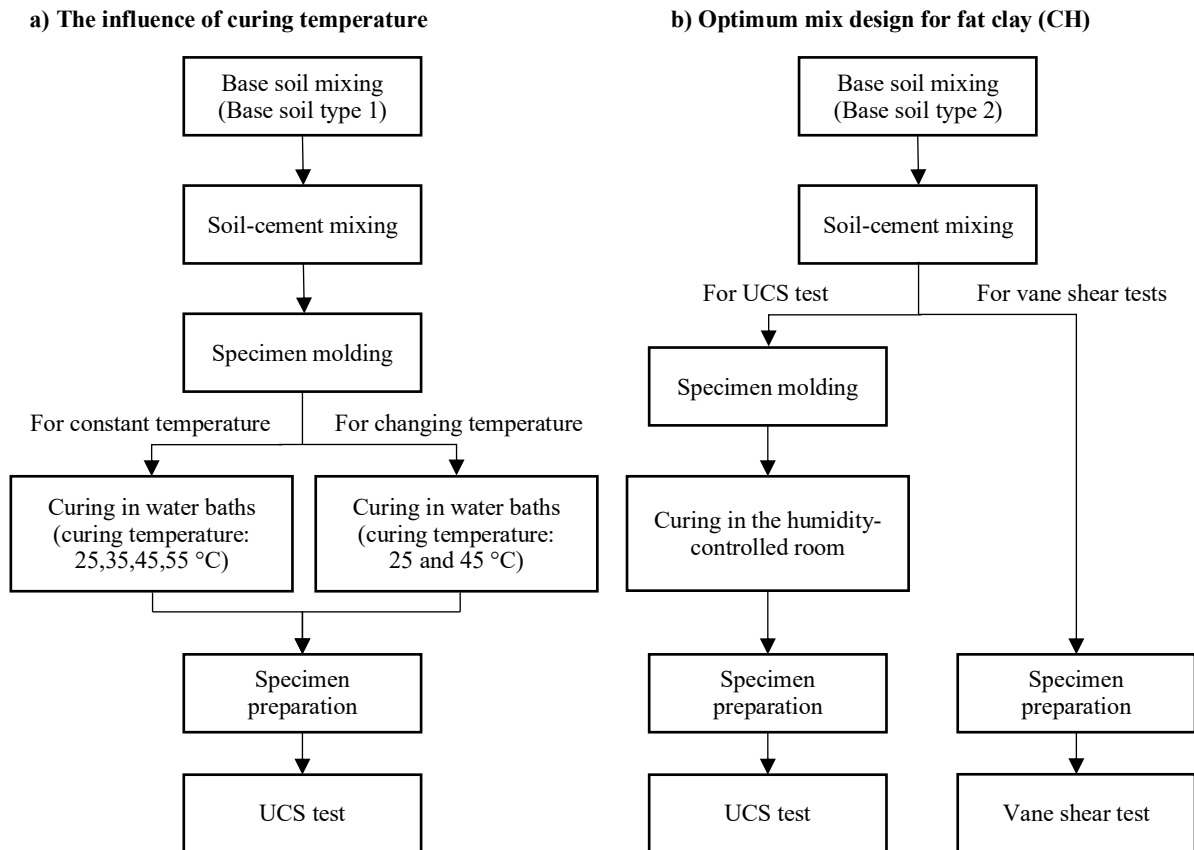 a) The influence of curing temperature
Base soil mixing
(Base soil type 1)
Soil-cement mixing
Specimen molding
For constant temperature
For changing temperature
Curing in water baths
(curing temperature:
25,35,45,55 °C)
Curing in water baths
(curing temperature:
25 and 45 °C)
Specimen
preparation
UCS test
b) Optimum mix design for fat clay (CH)
Base soil mixing
(Base soil type 2)
Soil-cement mixing
For UCS test
For vane shear tests
Specimen molding
Curing in the humidity-
controlled room
Specimen
preparation
UCS test
Specimen
preparation
Vane shear test